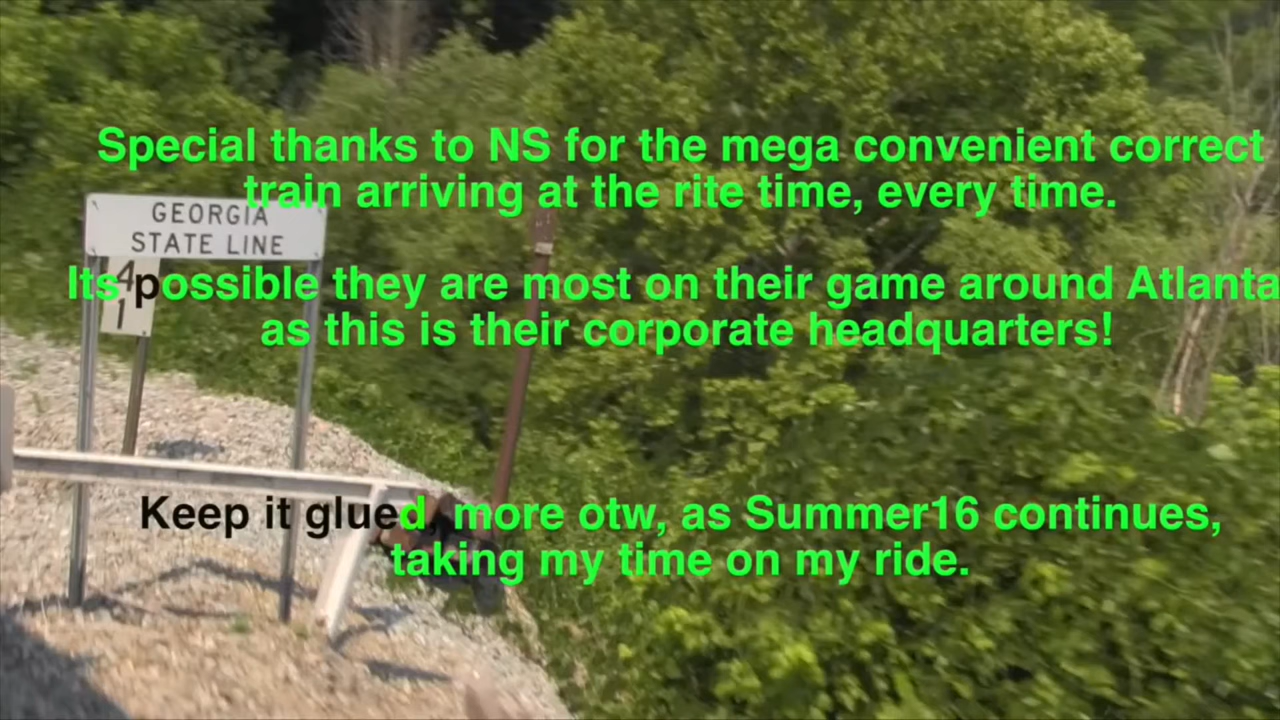 Special thanks to NS for the mega convenient correct
train arriving at the rite time, every time.
GEORGIA
STATE LINE
4
1
Its possible they are most on their game around Atlanta
as this is their corporate headquarters!
Keep it glued, more otw, as Summer16 continues,
taking my time on my ride.